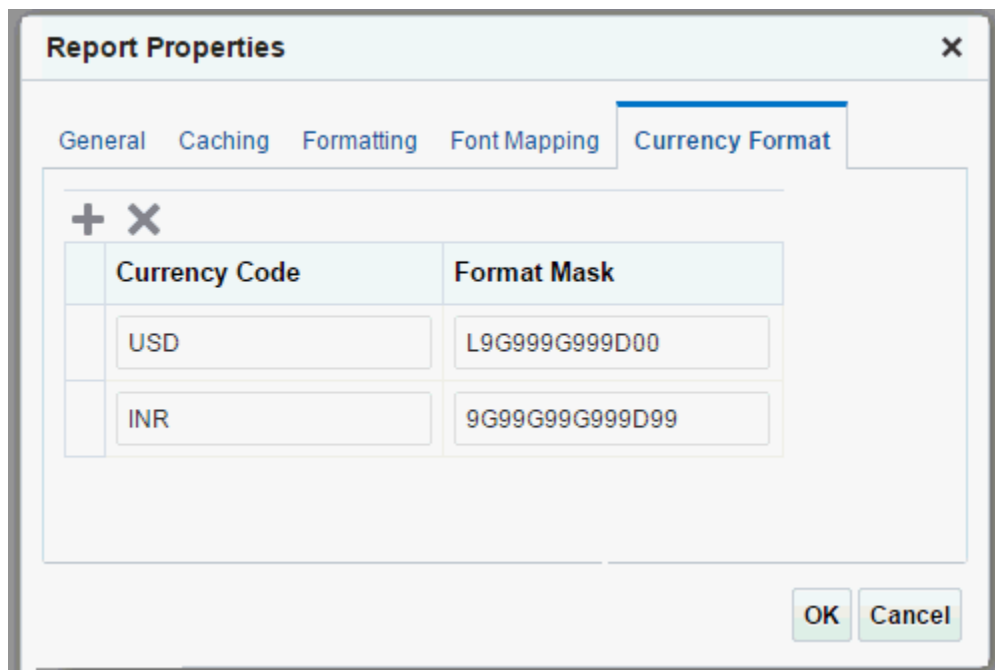 Report Properties
General Caching Formatting Font Mapping Currency Format
Currency Code Format Mask
USD L9G999G999D00
INR 9G99G99G999D99
OK Cancel